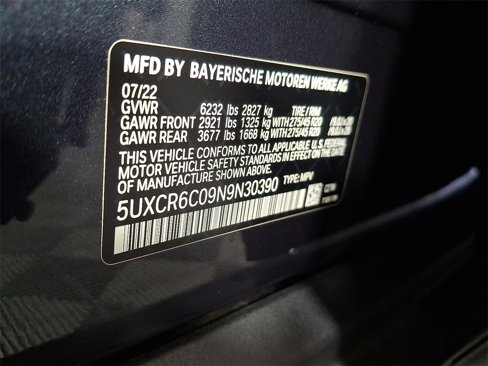 MFD BY BAYERISCHE MOTOREN WERKE AG
07/22
GVWR 6232 lbs 2827 kg TIRE / RIM
GAWR FRONT 2921 lbs 1325 kg WITH 275/45 R20
GAWR REAR 3677 lbs 1668 kg WITH 275/45 R20
THIS VEHICLE CONFORMS TO ALL APPLICABLE U.S. FEDERAL
MOTOR VEHICLE SAFETY STANDARDS IN EFFECT ON THE DATE
OF MANUFACTURE SHOWN ABOVE.
5UXCR6C09N9N30390 TYPE: MPV